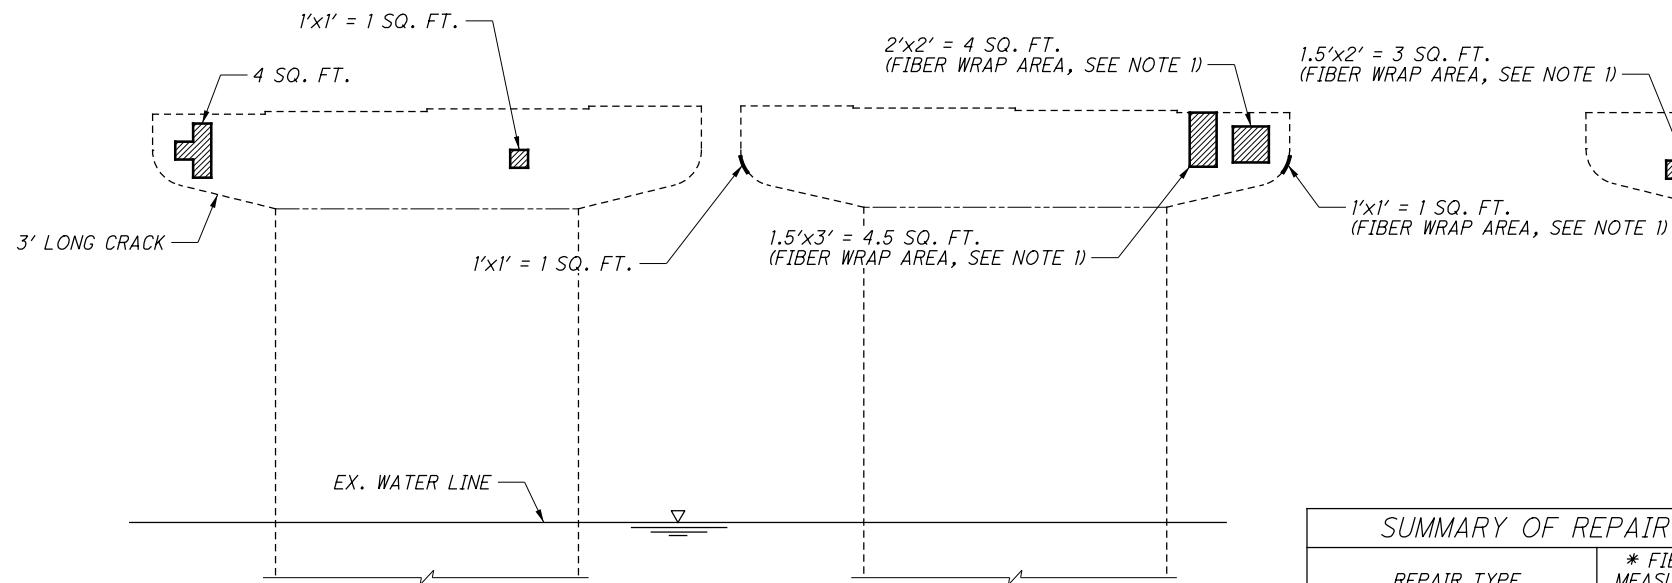 1'x1' = 1 SQ. FT.
4 SQ. FT.
2'x2' = 4 SQ. FT.
(FIBER WRAP AREA, SEE NOTE 1)
1.5'x2' = 3 SQ. FT.
(FIBER WRAP AREA, SEE NOTE 1)
3' LONG CRACK
1'x1' = 1 SQ. FT.
1.5'x3' = 4.5 SQ. FT.
(FIBER WRAP AREA, SEE NOTE 1)
1'x1' = 1 SQ. FT.
(FIBER WRAP AREA, SEE NOTE 1)
EX. WATER LINE
SUMMARY OF REPAIR
REPAIR TYPE